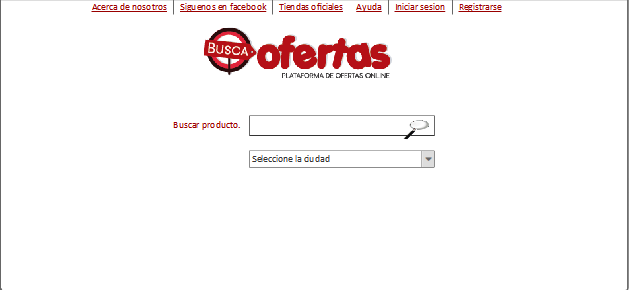 Acerca de nosotros Siguenos en facebook Tiendas oficiales Ayuda Iniciar sesion Registrarse
BUSCA ofertas
PLATAFORMA DE OFERTAS ONLINE
Buscar producto.
Seleccione la ciudad